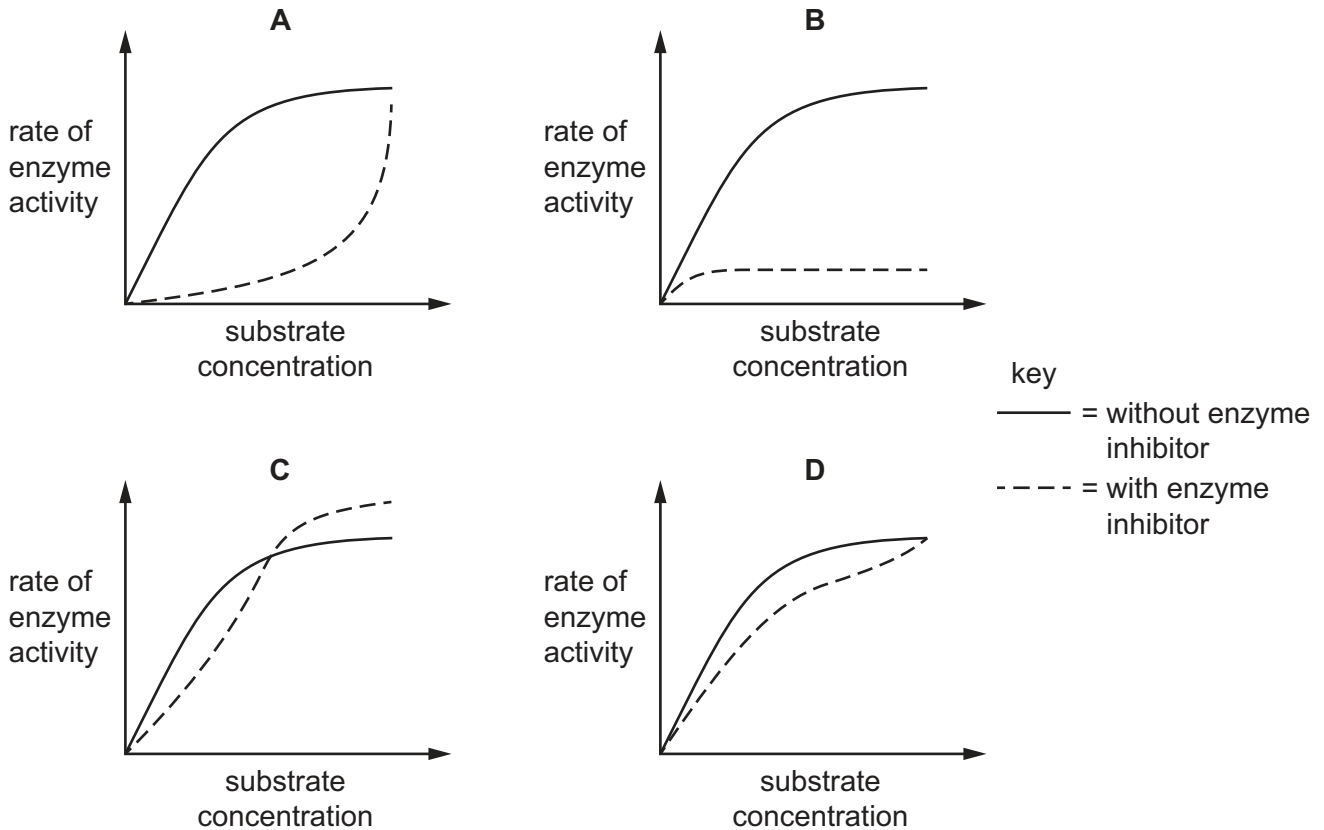 A
rate of
enzyme
activity
substrate
concentration
B
rate of
enzyme
activity
substrate
concentration
key
= without enzyme
inhibitor
= with enzyme
inhibitor
C
rate of
enzyme
activity
substrate
concentration
D
rate of
enzyme
activity
substrate
concentration